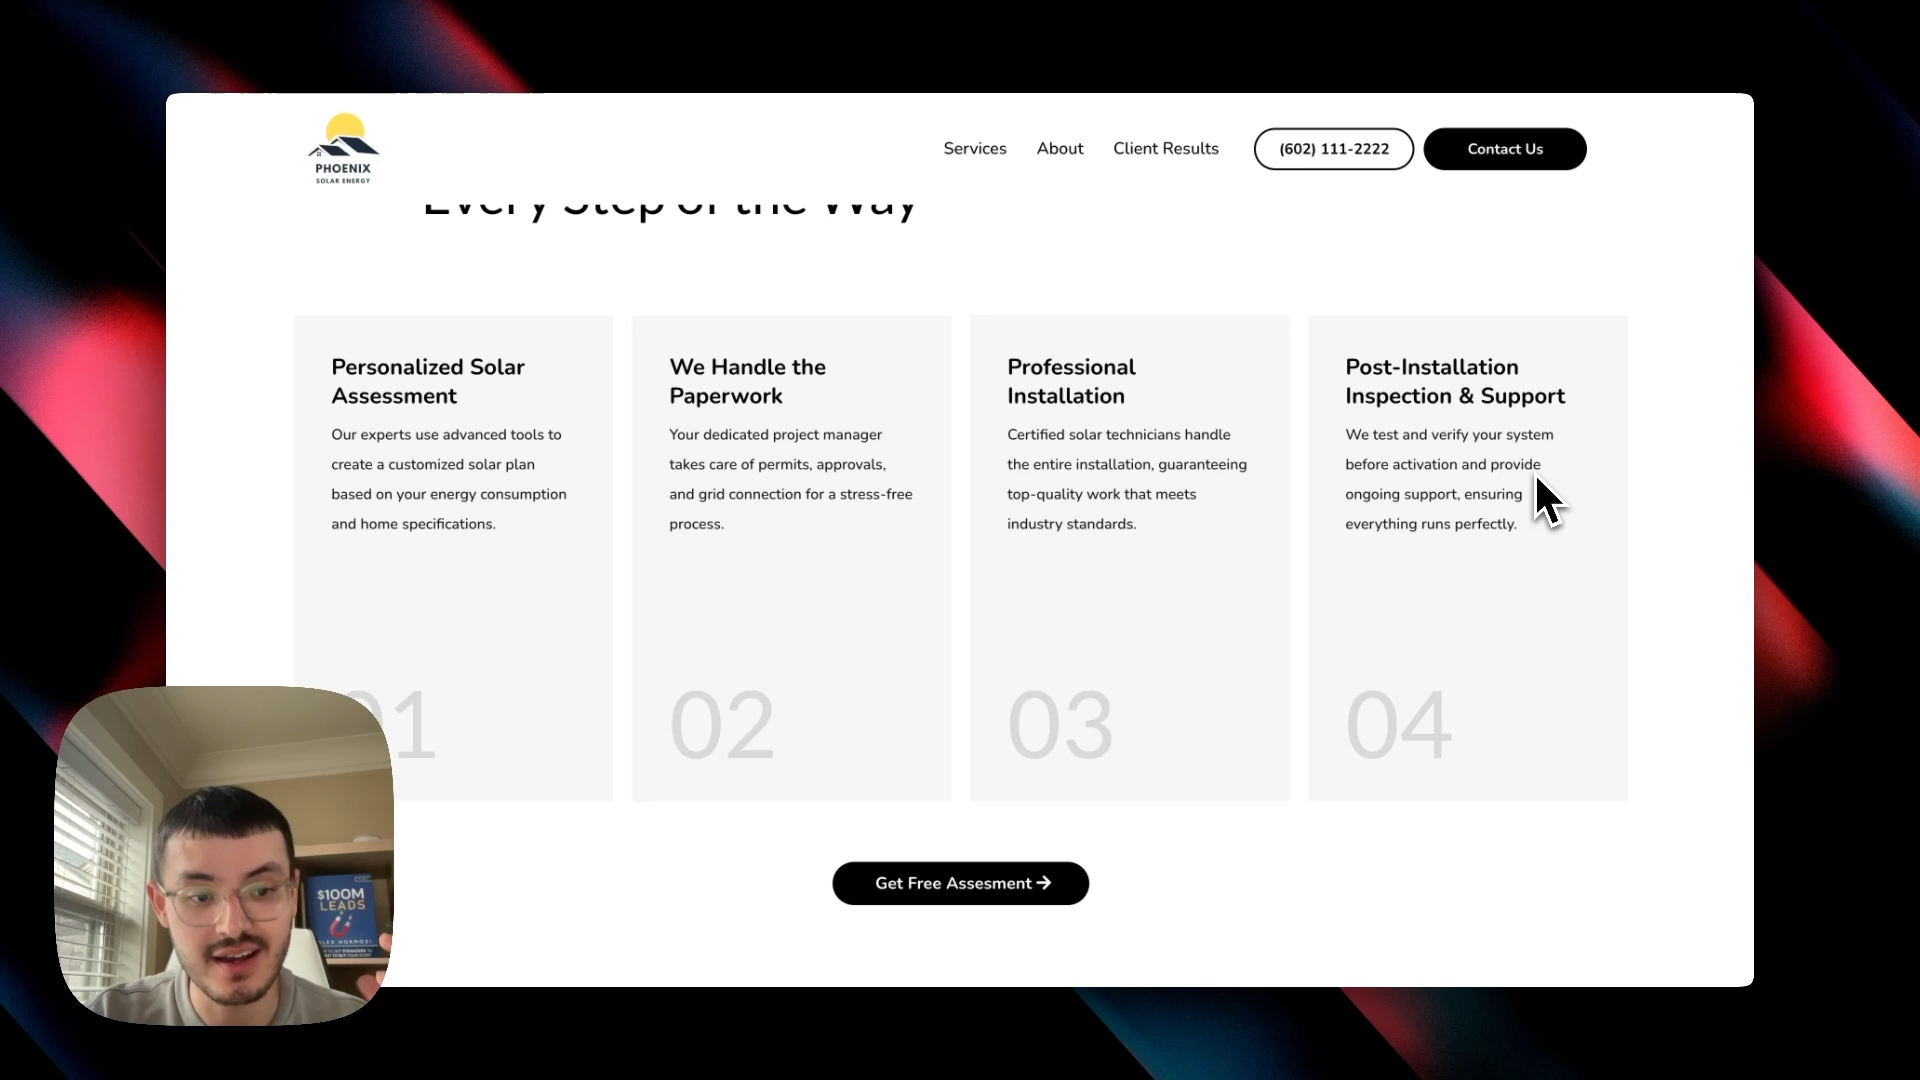 PHOENIX
SOLAR ENERGY
Services
About
Client Results
(602) 111-2222
Contact Us
Every Step of the Way
Personalized Solar
Assessment
Our experts use advanced tools to
create a customized solar plan
based on your energy consumption
and home specifications.
01
We Handle the
Paperwork
Your dedicated project manager
takes care of permits, approvals,
and grid connection for a stress-free
process.
02
Professional
Installation
Certified solar technicians handle
the entire installation, guaranteeing
top-quality work that meets
industry standards.
03
Post-Installation
Inspection & Support
We test and verify your system
before activation and provide
ongoing support, ensuring
everything runs perfectly.
04
Get Free Assesment
$100M
LEADS
ALEX HORMOZI